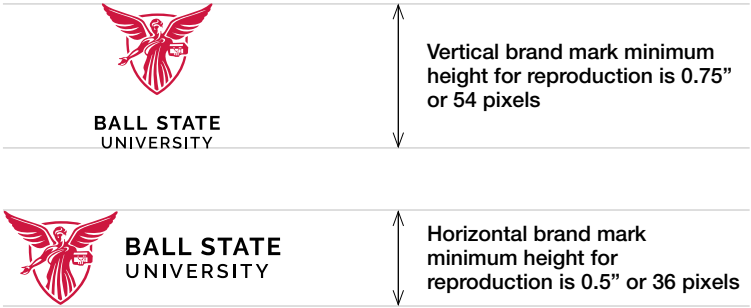 BALL STATE
UNIVERSITY
Vertical brand mark minimum
height for reproduction is 0.75”
or 54 pixels
BALL STATE
UNIVERSITY
Horizontal brand mark
minimum height for
reproduction is 0.5” or 36 pixels